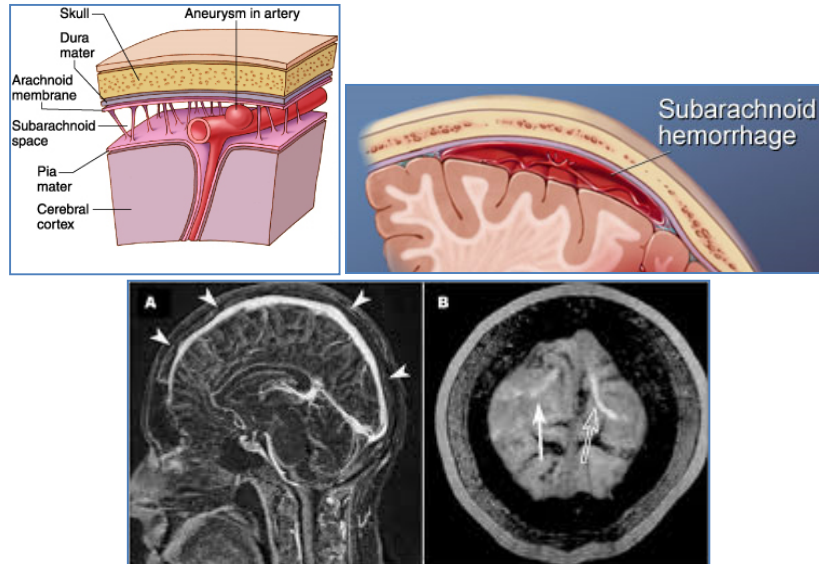 Skull
Aneurysm in artery
Dura
mater
Arachnoid
membrane
Subarachnoid
space
Pia
mater
Cerebral
cortex
Subarachnoid
hemorrhage
A
B